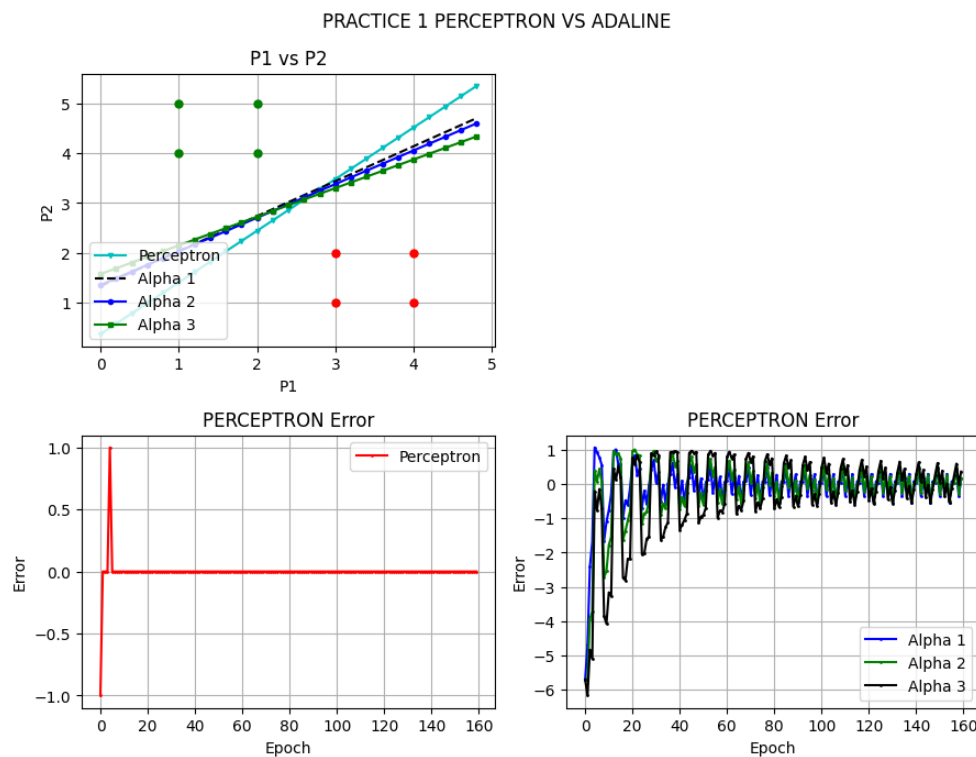 PRACTICE 1 PERCEPTRON VS ADALINE
P1 vs P2
5
4
3
2
1
P2
Perceptron
Alpha 1
Alpha 2
Alpha 3
0 1 2 3 4 5
P1
PERCEPTRON Error
1.0
0.5
0.0
−0.5
−1.0
Error
Perceptron
0 20 40 60 80 100 120 140 160
Epoch
PERCEPTRON Error
1
0
−1
−2
−3
−4
−5
−6
Error
Alpha 1
Alpha 2
Alpha 3
0 20 40 60 80 100 120 140 160
Epoch